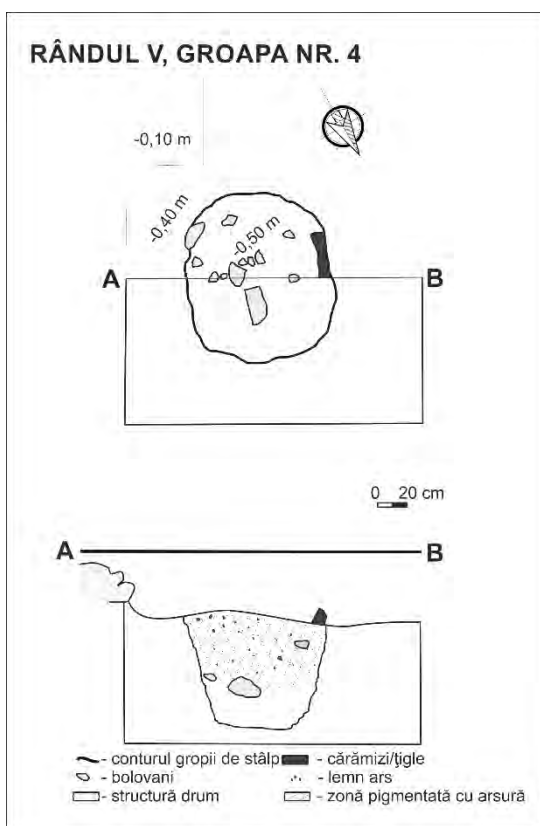 RÂNDUL V, GROAPA NR. 4
-0,10 m
-0,40 m
-0,50 m
A B
0 20 cm
A B
- conturul gropii de stâlp - cărămizi/ţigle
- bolovani - lemn ars
- structură drum - zonă pigmentată cu arsură